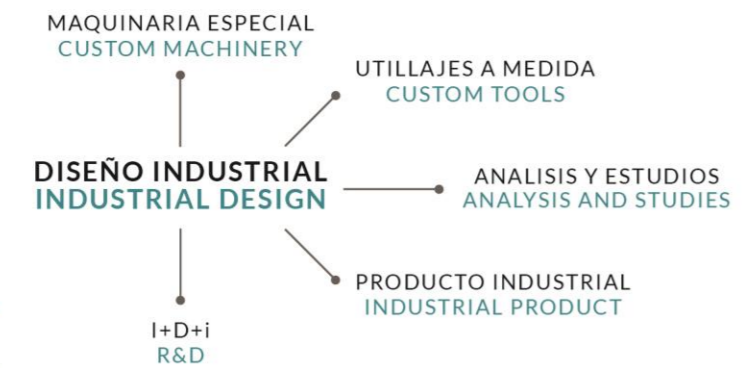 MAQUINARIA ESPECIAL
CUSTOM MACHINERY
UTILLAJES A MEDIDA
CUSTOM TOOLS
DISEÑO INDUSTRIAL
INDUSTRIAL DESIGN
ANALISIS Y ESTUDIOS
ANALYSIS AND STUDIES
PRODUCTO INDUSTRIAL
INDUSTRIAL PRODUCT
I+D+i
R&D